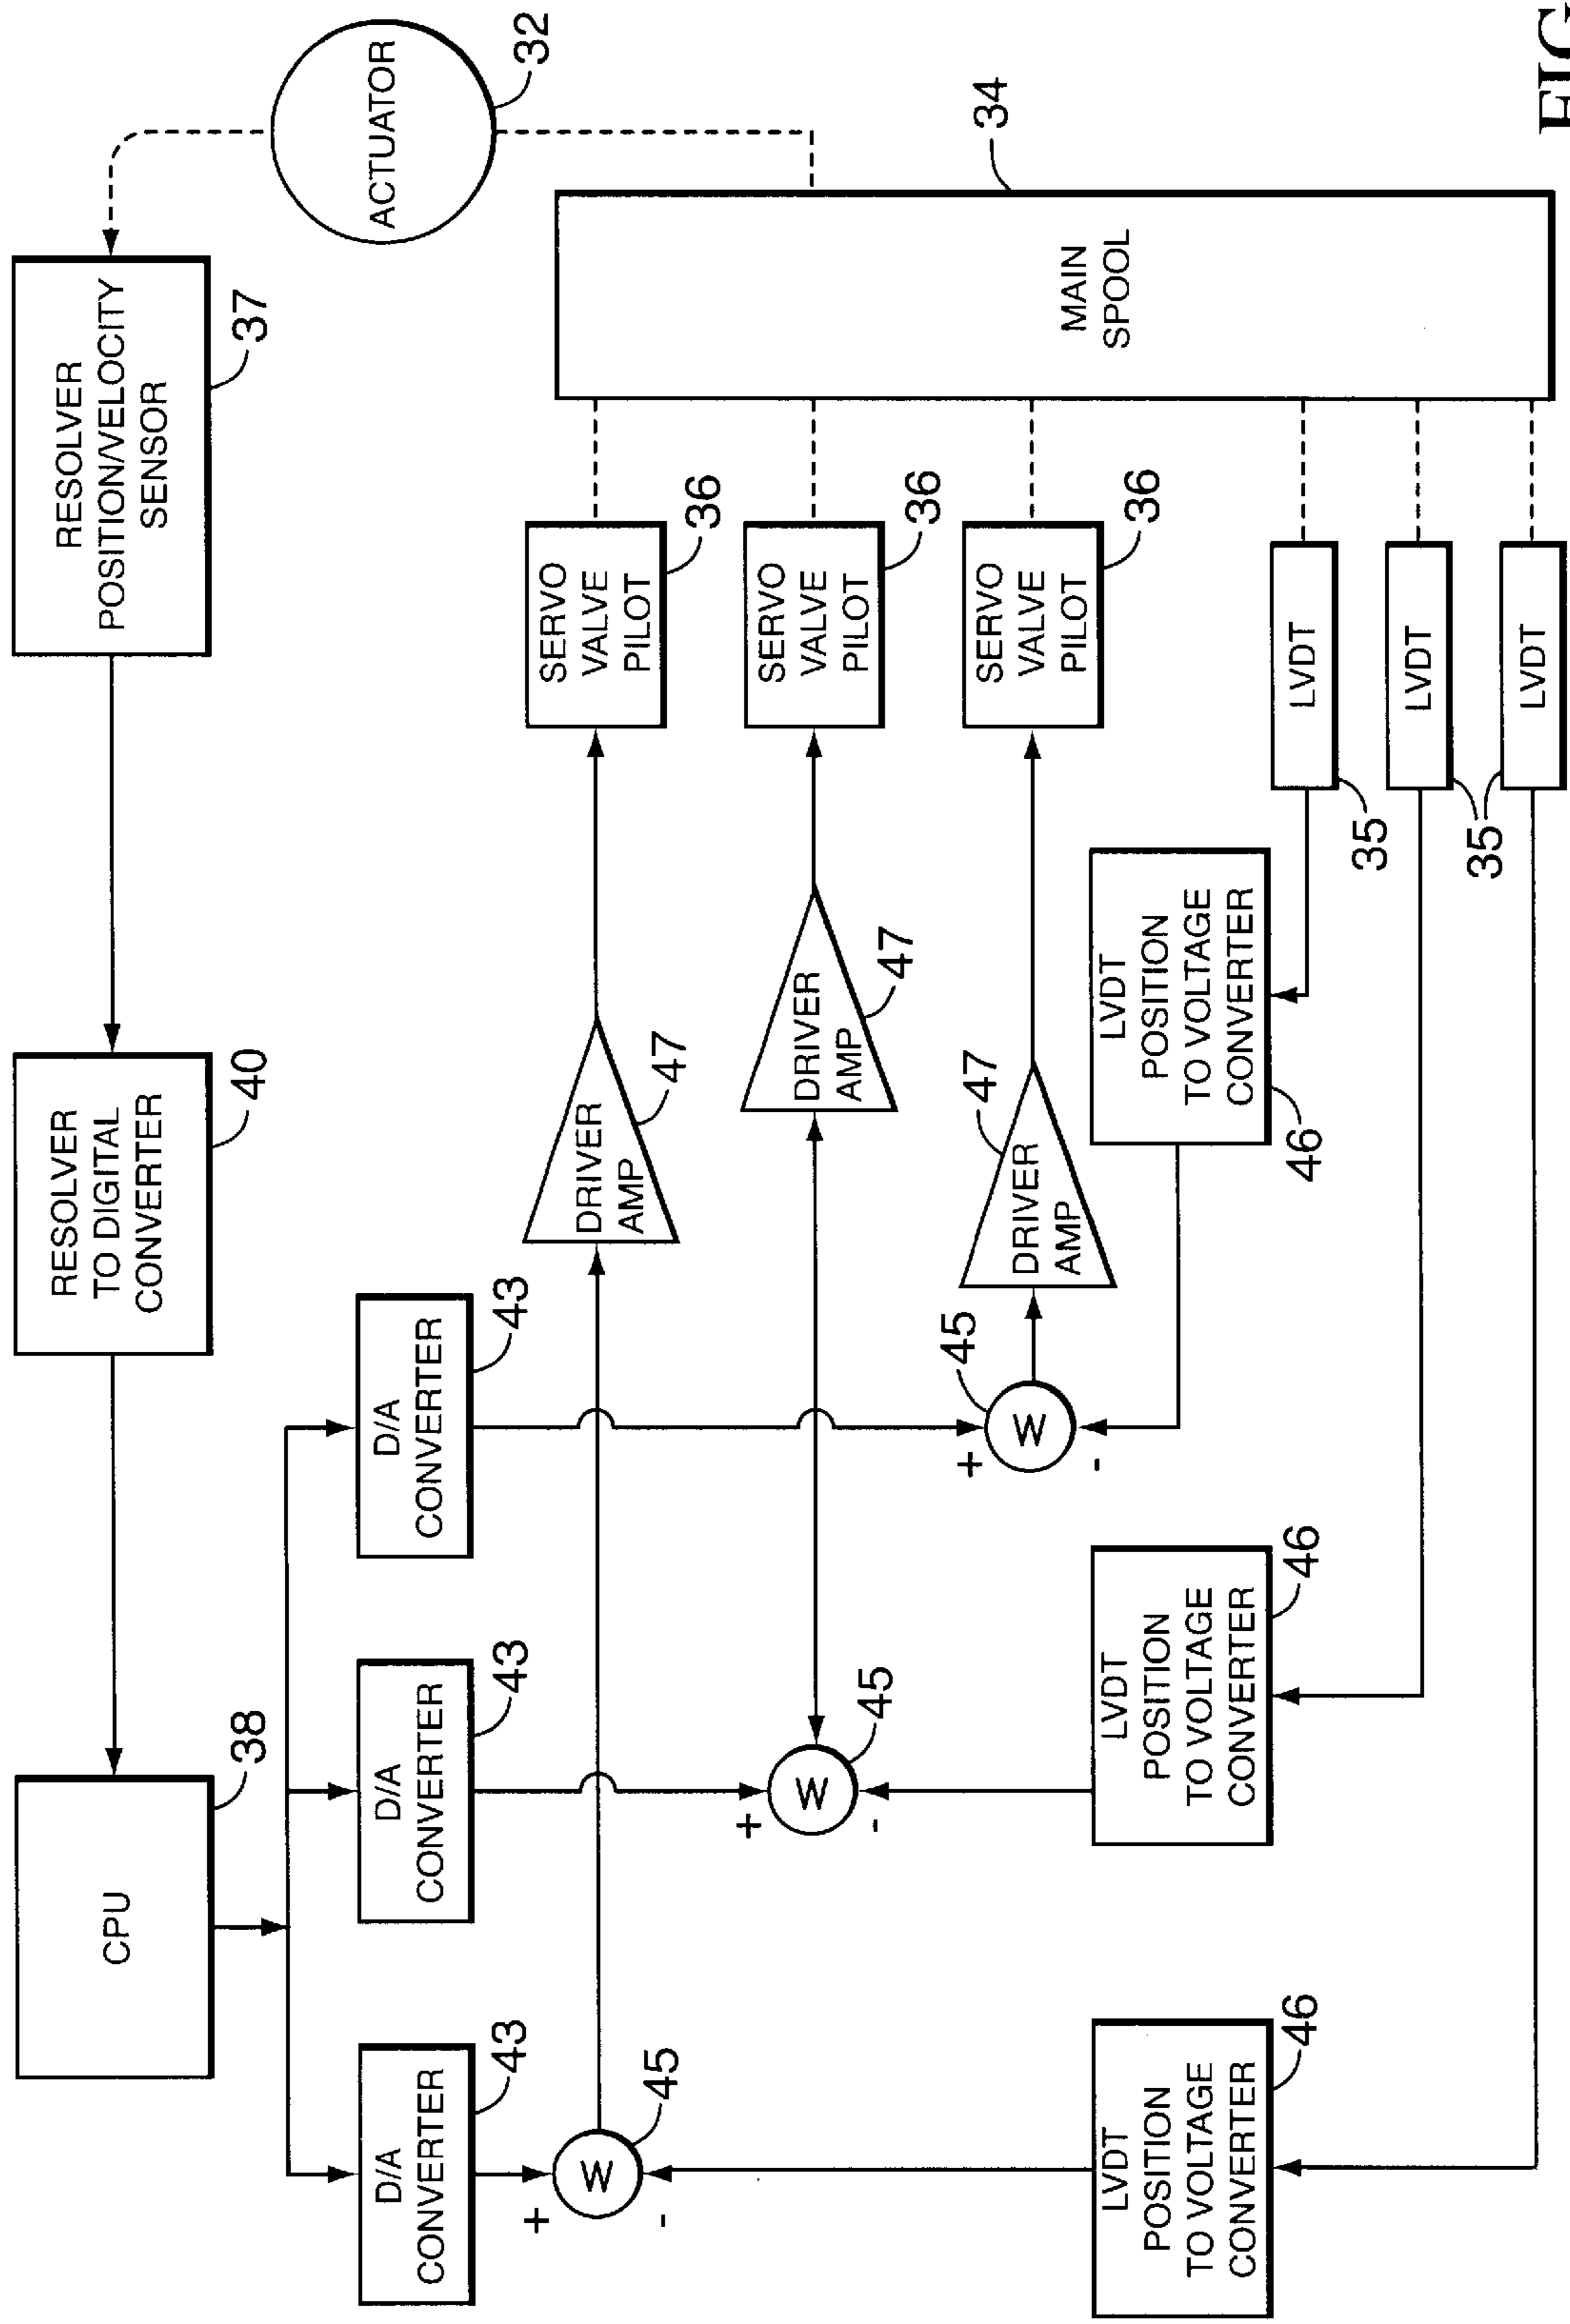 CPU
38
RESOLVER
TO DIGITAL
CONVERTER
40
RESOLVER
POSITION/VELOCITY
SENSOR
37
ACTUATOR
32
D/A
CONVERTER
43
D/A
CONVERTER
43
D/A
CONVERTER
43
+
W
-
45
DRIVER
AMP
47
SERVO
VALVE
PILOT
36
+
W
-
45
DRIVER
AMP
47
SERVO
VALVE
PILOT
36
+
W
-
45
DRIVER
AMP
47
SERVO
VALVE
PILOT
36
MAIN
SPOOL
34
LVDT
POSITION
TO VOLTAGE
CONVERTER
46
LVDT
POSITION
TO VOLTAGE
CONVERTER
46
LVDT
POSITION
TO VOLTAGE
CONVERTER
46
LVDT
35
LVDT
35
LVDT
FIG